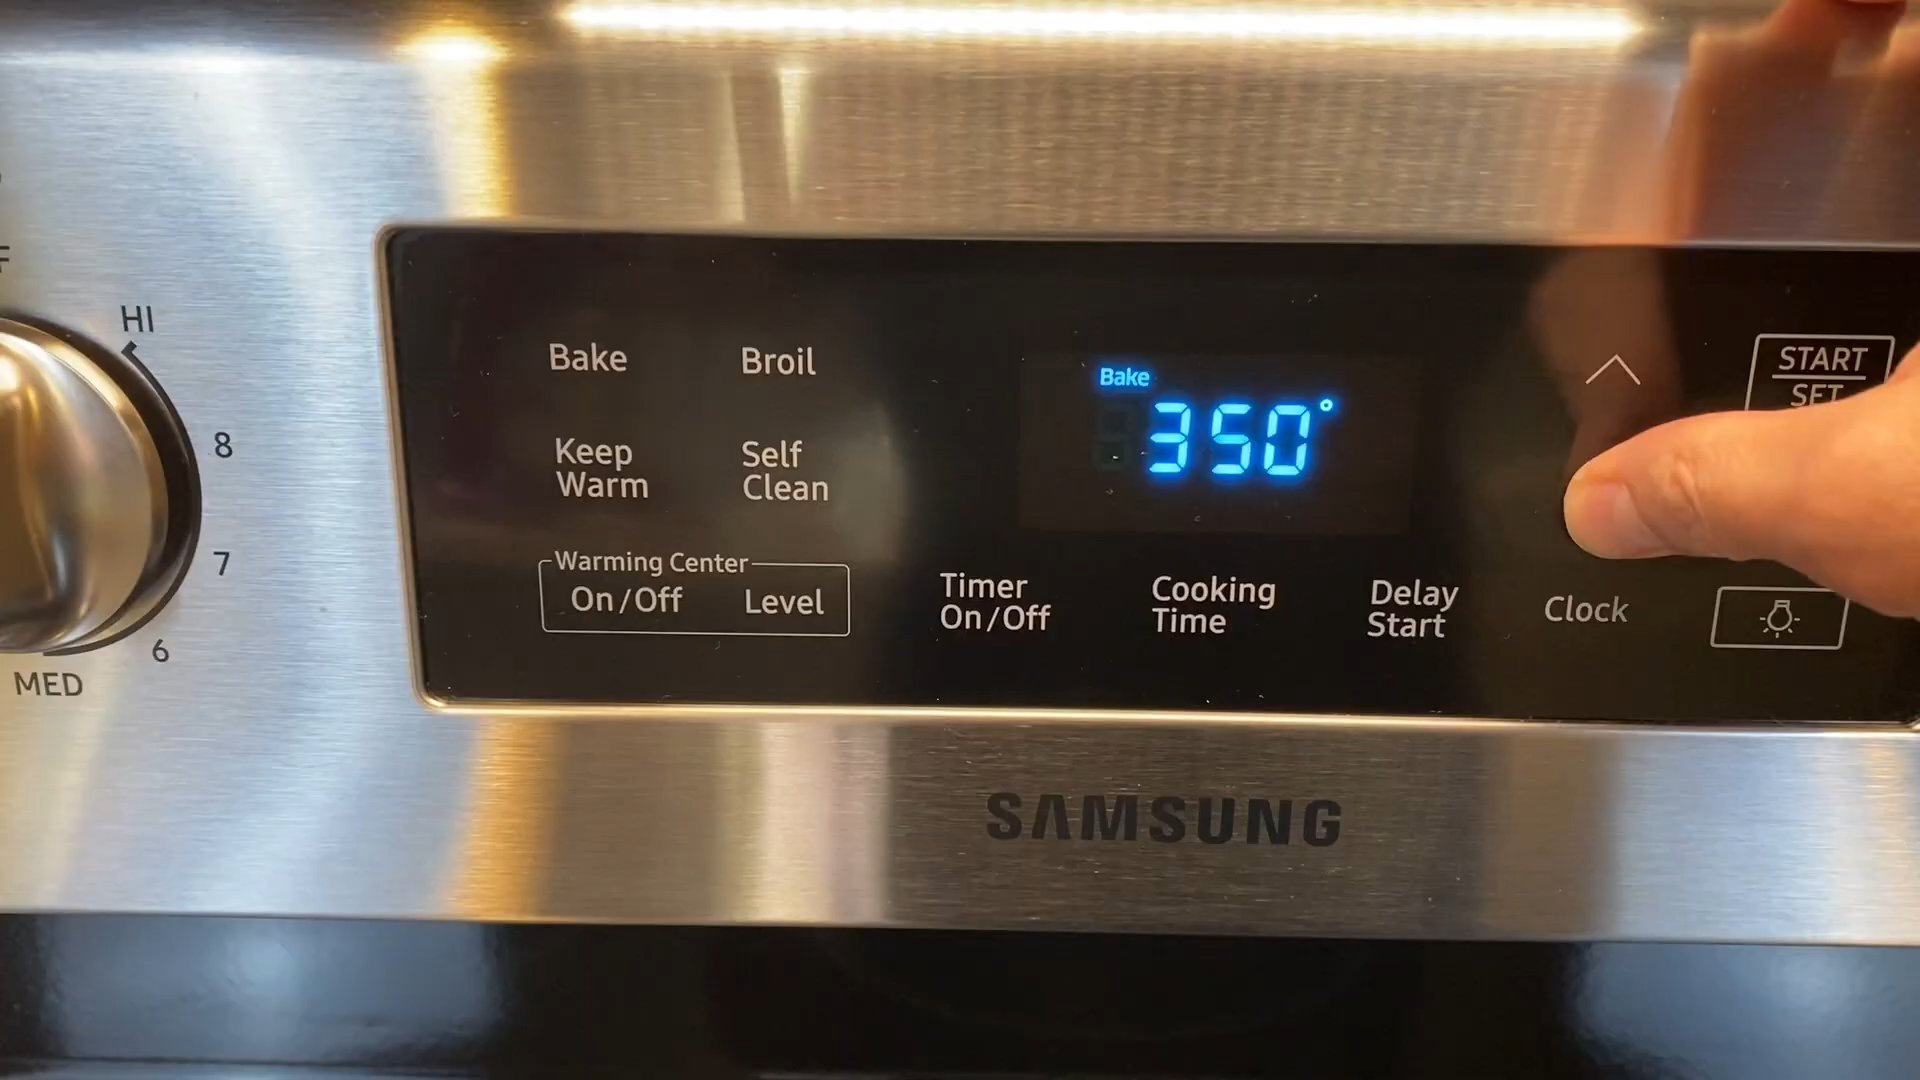 HI
8
7
6
MED
Bake
Broil
Keep
Warm
Self
Clean
Warming Center
On/Off
Level
Bake
350°
START
SET
Timer
On/Off
Cooking
Time
Delay
Start
Clock
SAMSUNG